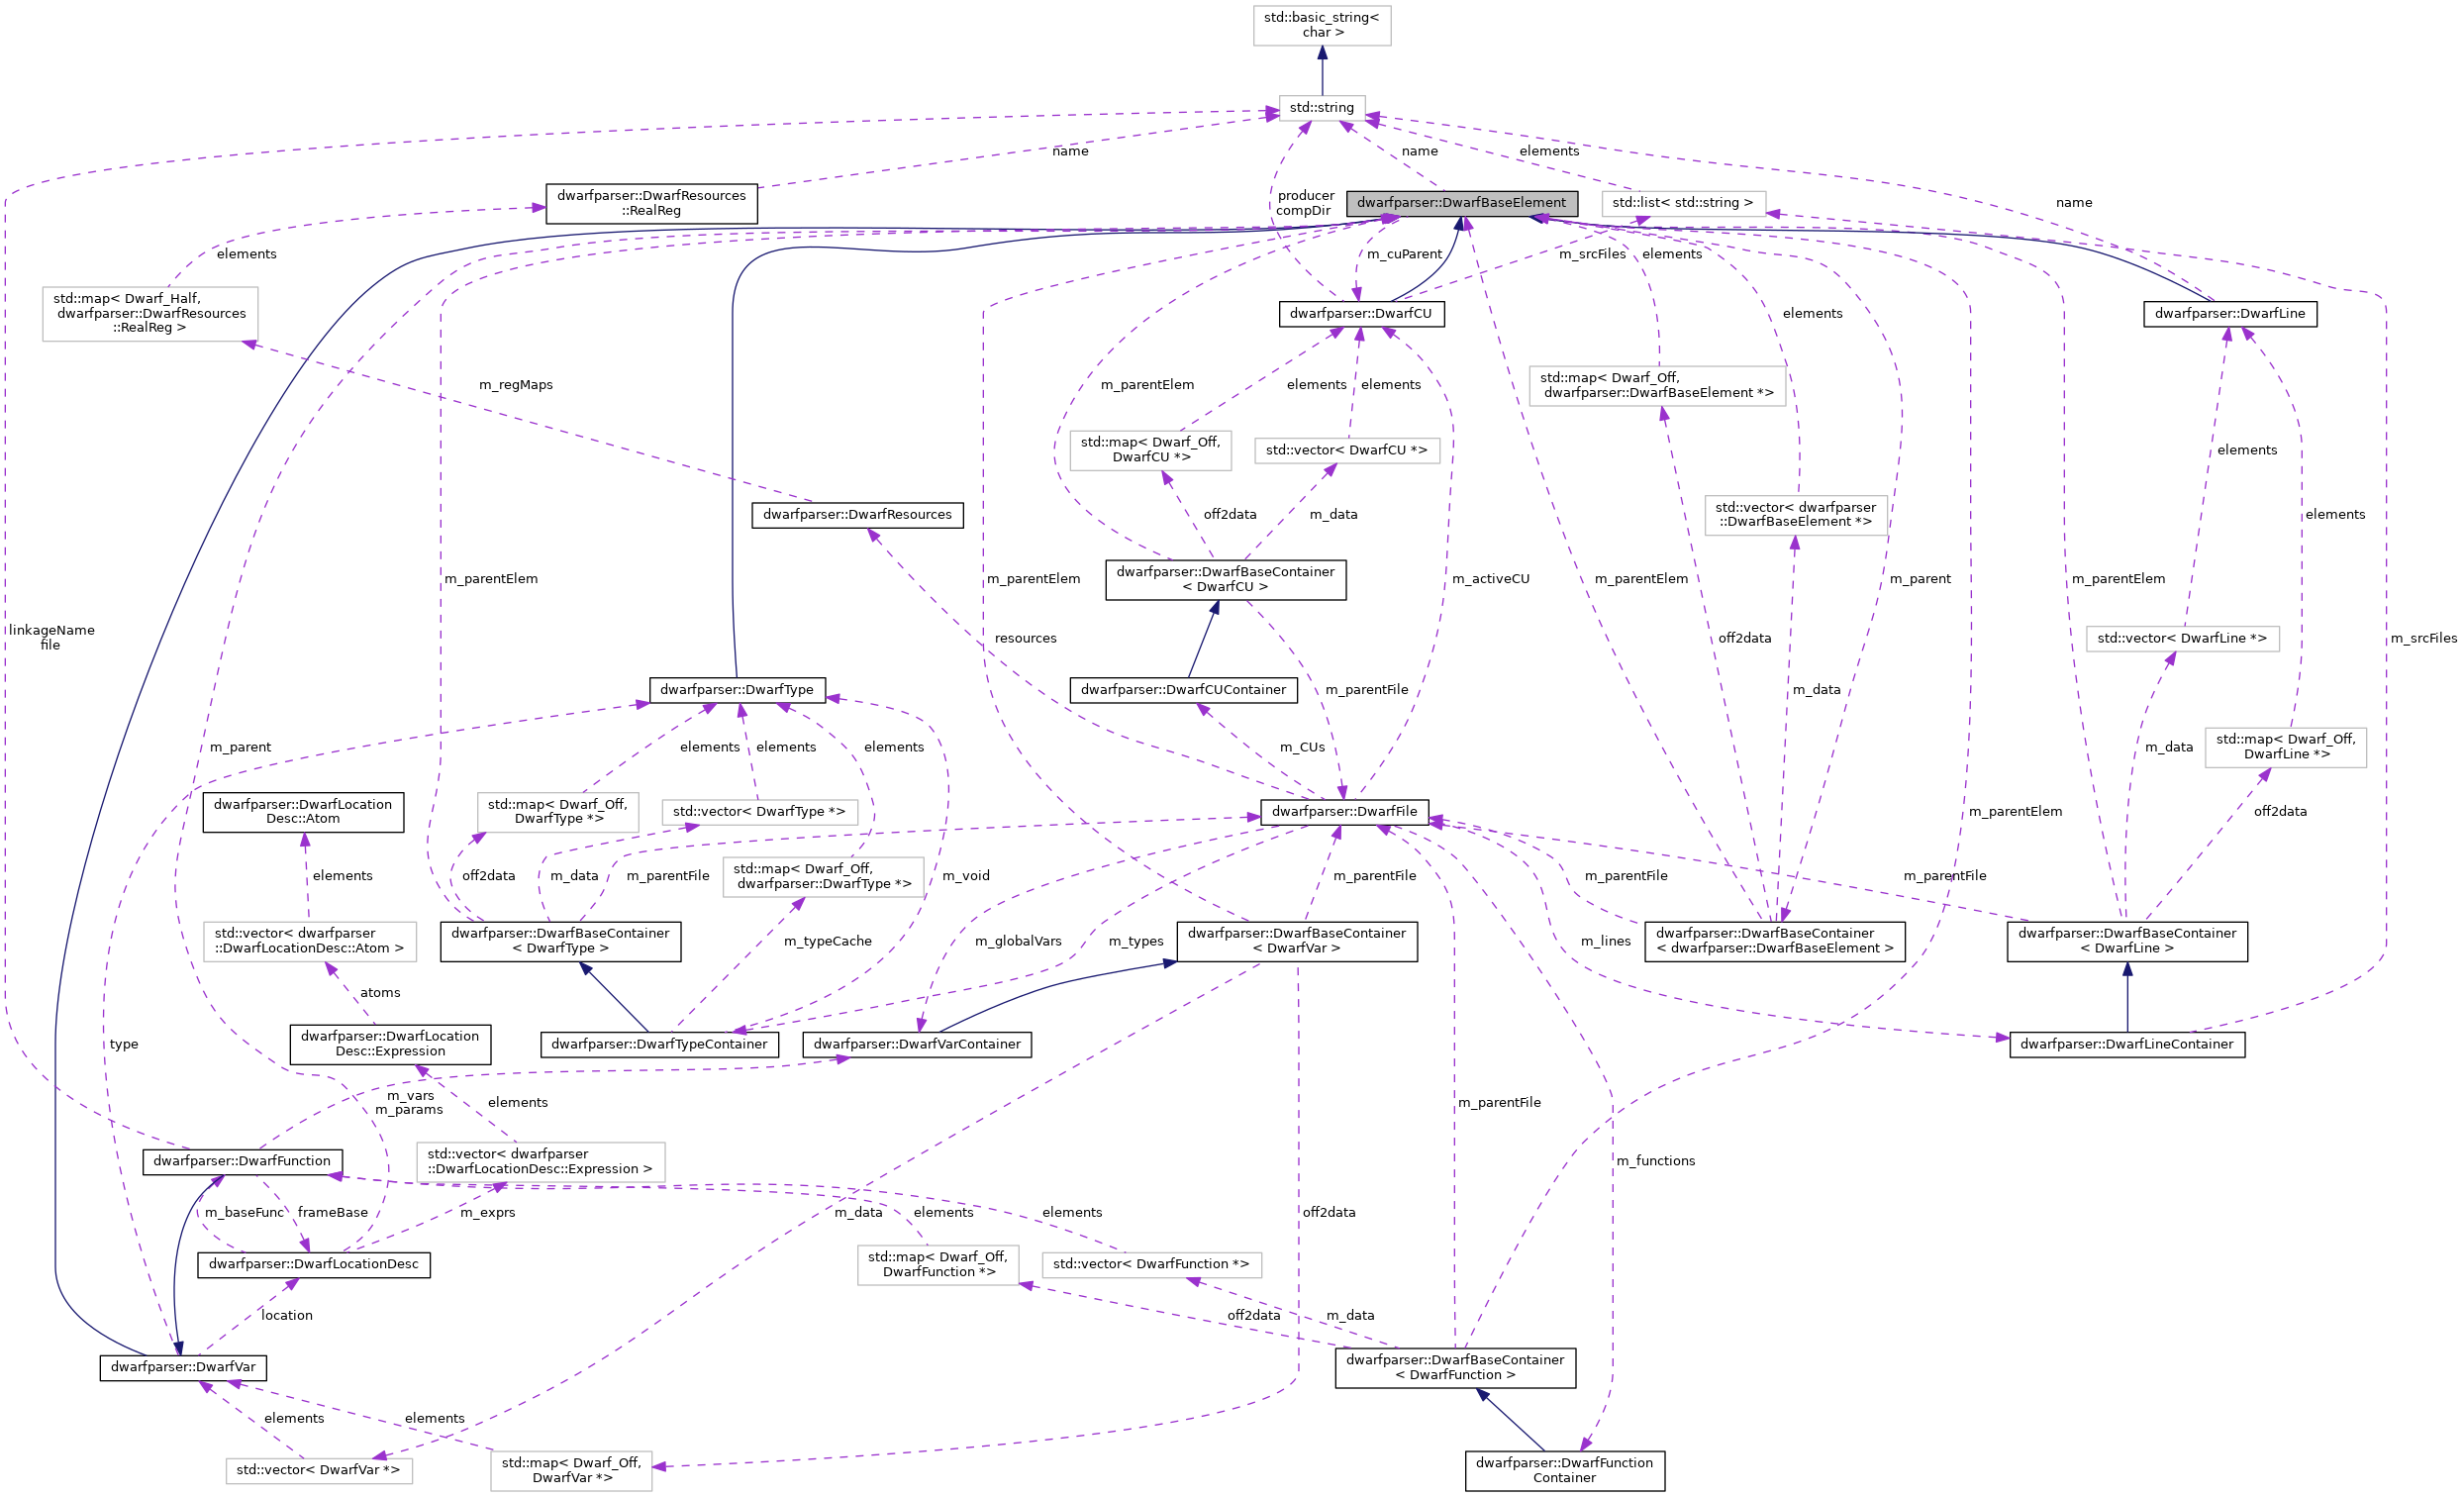 std::basic_string<
char >
std::string
name
name
elements
dwarfparser::DwarfResources
::RealReg
producer
compDir
dwarfparser::DwarfBaseElement
std::list< std::string >
name
elements
m_cuParent
m_srcFiles
elements
std::map< Dwarf_Half,
dwarfparser::DwarfResources
::RealReg >
dwarfparser::DwarfCU
elements
dwarfparser::DwarfLine
m_regMaps
m_parentElem
elements
elements
std::map< Dwarf_Off,
dwarfparser::DwarfBaseElement *>
std::map< Dwarf_Off,
DwarfCU *>
std::vector< DwarfCU *>
elements
dwarfparser::DwarfResources
off2data
m_data
std::vector< dwarfparser
::DwarfBaseElement *>
elements
m_parentElem
m_parentElem
dwarfparser::DwarfBaseContainer
< DwarfCU >
m_activeCU
m_parentElem
m_parent
m_parentElem
linkageName
file
resources
off2data
std::vector< DwarfLine *>
m_srcFiles
dwarfparser::DwarfType
dwarfparser::DwarfCUContainer
m_parentFile
m_data
m_parent
elements
elements
elements
m_CUs
m_data
std::map< Dwarf_Off,
DwarfLine *>
dwarfparser::DwarfLocation
Desc::Atom
std::map< Dwarf_Off,
DwarfType *>
std::vector< DwarfType *>
dwarfparser::DwarfFile
off2data
m_parentElem
elements
off2data
m_data
m_parentFile
std::map< Dwarf_Off,
dwarfparser::DwarfType *>
m_void
m_parentFile
m_parentFile
m_parentFile
std::vector< dwarfparser
::DwarfLocationDesc::Atom >
dwarfparser::DwarfBaseContainer
< DwarfType >
m_typeCache
m_globalVars
m_types
dwarfparser::DwarfBaseContainer
< DwarfVar >
m_lines
dwarfparser::DwarfBaseContainer
< dwarfparser::DwarfBaseElement >
dwarfparser::DwarfBaseContainer
< DwarfLine >
atoms
type
dwarfparser::DwarfLocation
Desc::Expression
dwarfparser::DwarfTypeContainer
dwarfparser::DwarfVarContainer
dwarfparser::DwarfLineContainer
m_vars
m_params
elements
m_parentFile
dwarfparser::DwarfFunction
std::vector< dwarfparser
::DwarfLocationDesc::Expression >
m_functions
m_baseFunc
frameBase
m_exprs
m_data
elements
elements
off2data
dwarfparser::DwarfLocationDesc
std::map< Dwarf_Off,
DwarfFunction *>
std::vector< DwarfFunction *>
location
off2data
m_data
dwarfparser::DwarfVar
dwarfparser::DwarfBaseContainer
< DwarfFunction >
elements
elements
std::vector< DwarfVar *>
std::map< Dwarf_Off,
DwarfVar *>
dwarfparser::DwarfFunction
Container